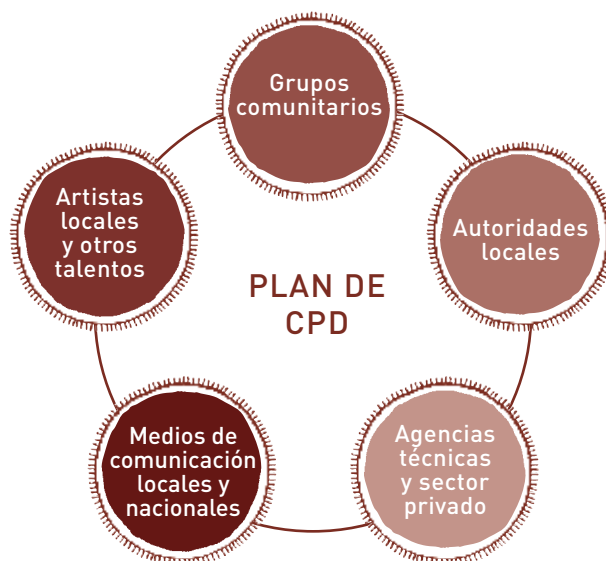 Grupos
comunitarios
Artistas
locales
y otros
talentos
Autoridades
locales
PLAN DE
CPD
Medios de
comunicación
locales y
nacionales
Agencias
técnicas
y sector
privado